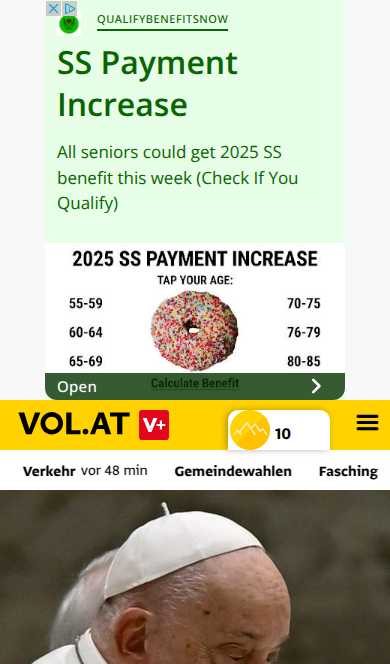 QUALIFYBENEFITSNOW
SS Payment
Increase
All seniors could get 2025 SS
benefit this week (Check If You
Qualify)
2025 SS PAYMENT INCREASE
TAP YOUR AGE:
55-59 70-75
60-64 76-79
65-69 80-85
Calculate Benefit
Open
VOL.AT V+ 10
Verkehr vor 48 min Gemeindewahlen Fasching